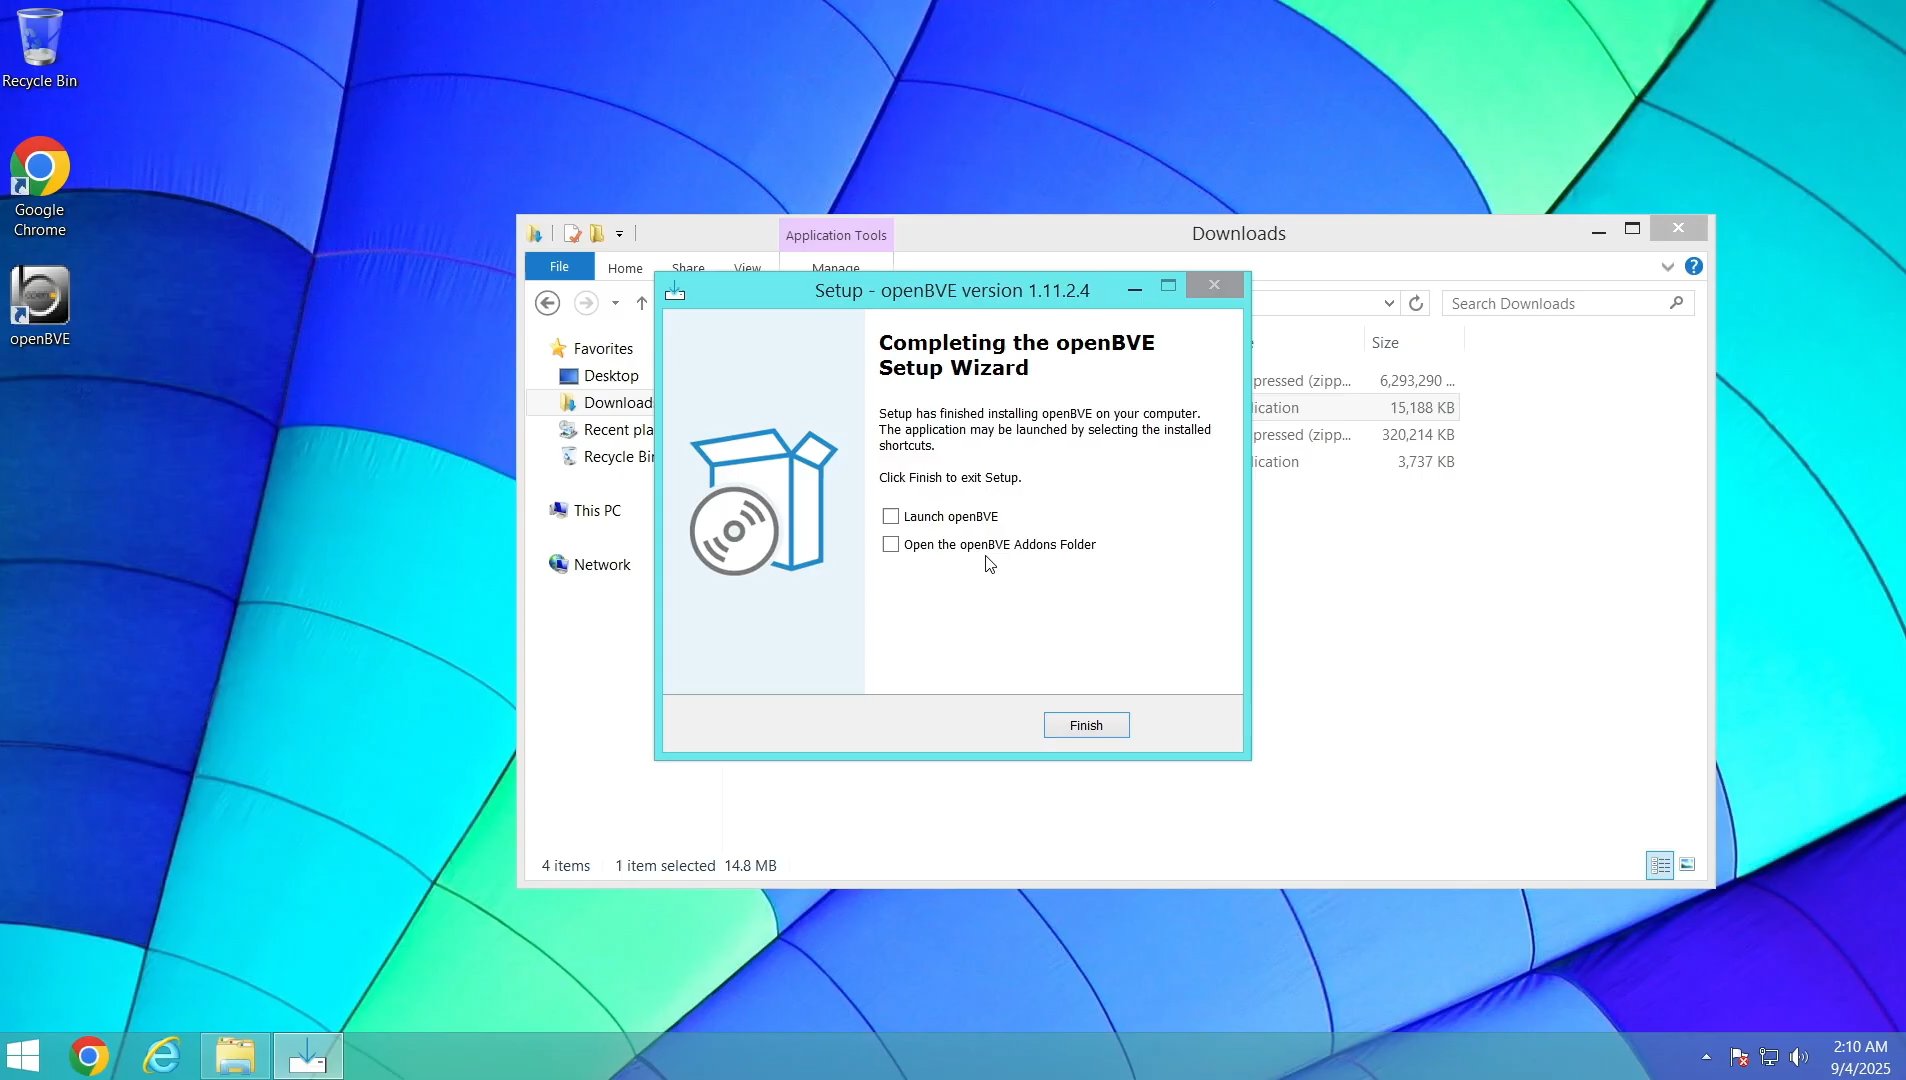 Recycle Bin
Google
Chrome
openBVE
Application Tools
Downloads
File
Home
Share
View
Manage
Search Downloads
Favorites
Desktop
Download
Recent pla
Recycle Bin
This PC
Network
Size
pressed (zipp...
6,293,290 ...
ication
15,188 KB
pressed (zipp...
320,214 KB
ication
3,737 KB
Setup - openBVE version 1.11.2.4
Completing the openBVE
Setup Wizard
Setup has finished installing openBVE on your computer.
The application may be launched by selecting the installed
shortcuts.
Click Finish to exit Setup.
Launch openBVE
Open the openBVE Addons Folder
Finish
4 items
1 item selected 14.8 MB
2:10 AM
9/4/2025